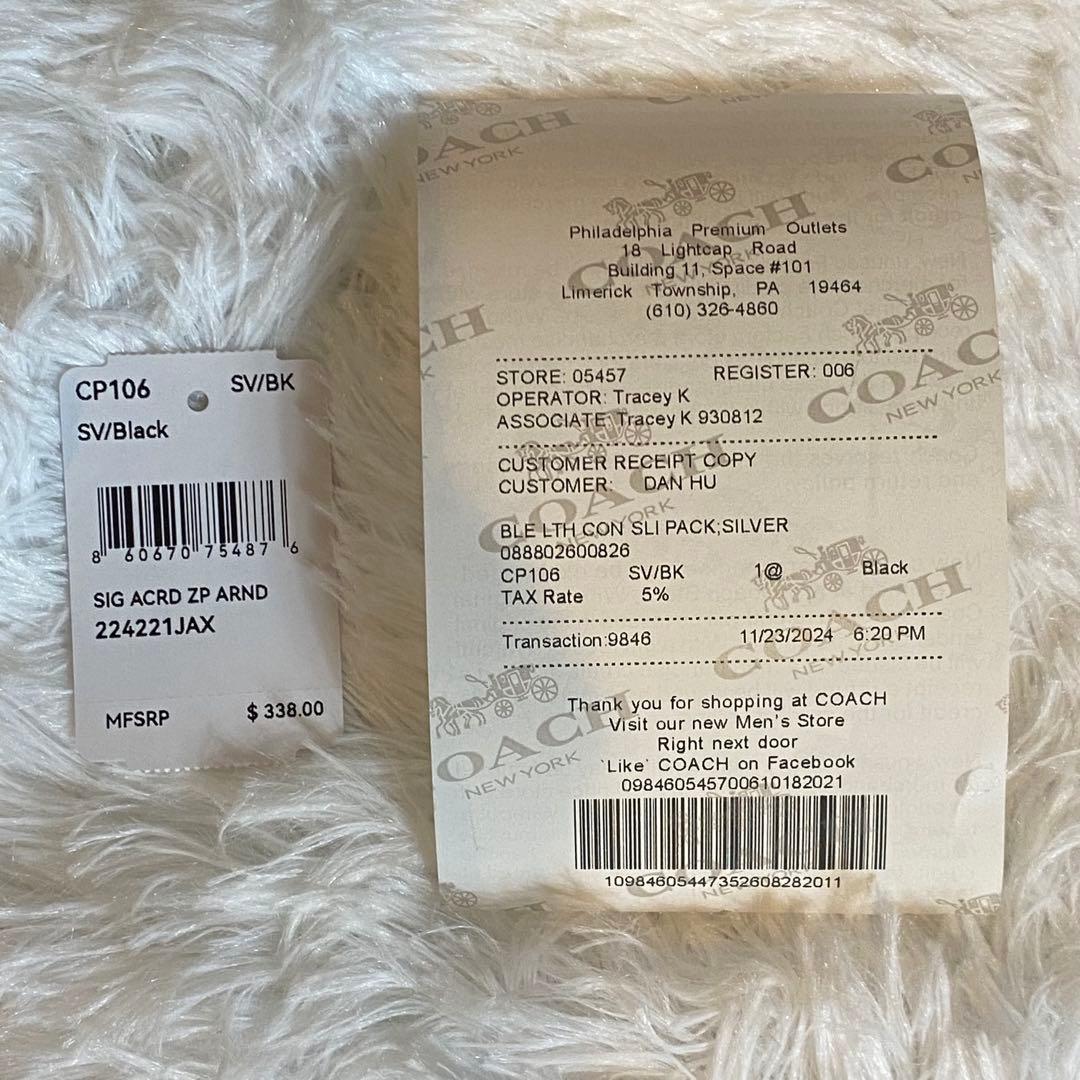 CP106 SV/BK
SV/Black
8 60670 75487 6
SIG ACRD ZP ARND
224221JAX
MFSRP $ 338.00
COACH
NEW YORK
Philadelphia Premium Outlets
18 Lightcap Road
Building 11, Space #101
Limerick Township, PA 19464
(610) 326-4860
STORE: 05457 REGISTER: 006
OPERATOR: Tracey K
ASSOCIATE Tracey K 930812
CUSTOMER RECEIPT COPY
CUSTOMER: DAN HU
BLE LTH CON SLI PACK;SILVER
088802600826
CP106 SV/BK 1@ Black
TAX Rate 5%
Transaction:9846 11/23/2024 6:20 PM
Thank you for shopping at COACH
Visit our new Men's Store
Right next door
`Like` COACH on Facebook
098460545700610182021
10984605447352608282011